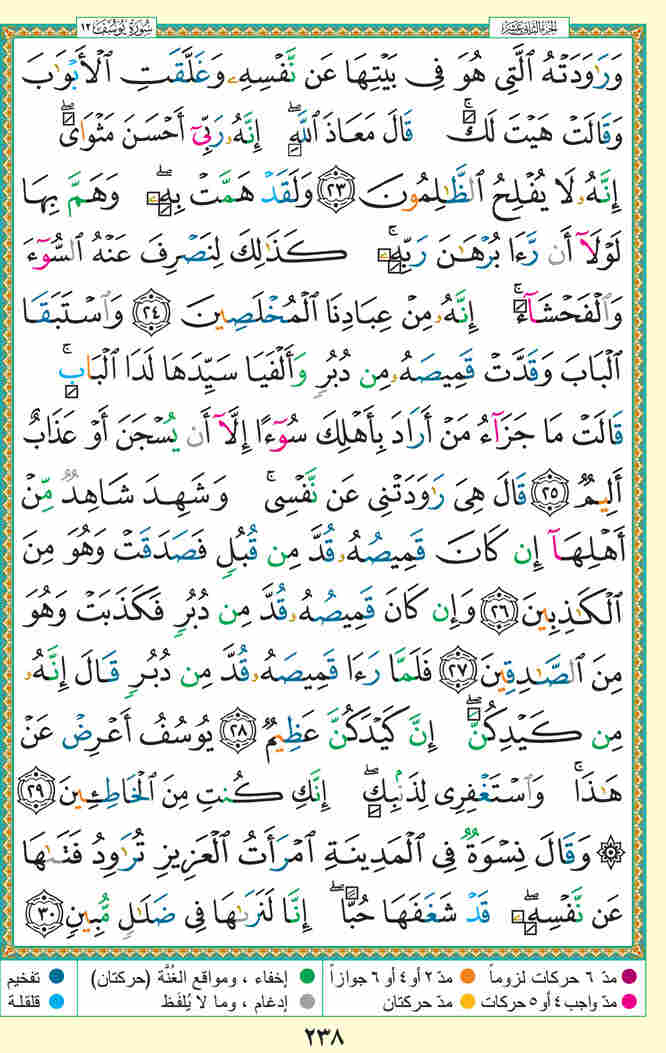 الجزء الثاني عشر
سُورَةُ يُوسُفَ ١٢
وَرَٰوَدَتْهُ ٱلَّتِى هُوَ فِى بَيْتِهَا عَن نَّفْسِهِۦ وَغَلَّقَتِ ٱلْأَبْوَٰبَ
وَقَالَتْ هَيْتَ لَكَ ۚ قَالَ مَعَاذَ ٱللَّهِ ۖ إِنَّهُۥ رَبِّىٓ أَحْسَنَ مَثْوَاىَ ۖ
إِنَّهُۥ لَا يُفْلِحُ ٱلظَّٰلِمُونَ ٢٣ وَلَقَدْ هَمَّتْ بِهِۦ ۖ وَهَمَّ بِهَا
لَوْلَآ أَن رَّءَا بُرْهَٰنَ رَبِّهِۦ ۚ كَذَٰلِكَ لِنَصْرِفَ عَنْهُ ٱلسُّوٓءَ
وَٱلْفَحْشَآءَ ۚ إِنَّهُۥ مِنْ عِبَادِنَا ٱلْمُخْلَصِينَ ٢٤ وَٱسْتَبَقَا
ٱلْبَابَ وَقَدَّتْ قَمِيصَهُۥ مِن دُبُرٍ وَأَلْفَيَا سَيِّدَهَا لَدَا ٱلْبَابِ ۚ
قَالَتْ مَا جَزَآءُ مَنْ أَرَادَ بِأَهْلِكَ سُوٓءًا إِلَّآ أَن يُسْجَنَ أَوْ عَذَابٌ
أَلِيمٌ ٢٥ قَالَ هِىَ رَٰوَدَتْنِى عَن نَّفْسِى ۚ وَشَهِدَ شَاهِدٌ مِّنْ
أَهْلِهَآ إِن كَانَ قَمِيصُهُۥ قُدَّ مِن قُبُلٍ فَصَدَقَتْ وَهُوَ مِنَ
ٱلْكَٰذِبِينَ ٢٦ وَإِن كَانَ قَمِيصُهُۥ قُدَّ مِن دُبُرٍ فَكَذَبَتْ وَهُوَ
مِنَ ٱلصَّٰدِقِينَ ٢٧ فَلَمَّا رَءَا قَمِيصَهُۥ قُدَّ مِن دُبُرٍ قَالَ إِنَّهُۥ
مِن كَيْدِكُنَّ ۖ إِنَّ كَيْدَكُنَّ عَظِيمٌ ٢٨ يُوسُفُ أَعْرِضْ عَنْ
هَٰذَا ۚ وَٱسْتَغْفِرِى لِذَنۢبِكِ ۖ إِنَّكِ كُنتِ مِنَ ٱلْخَاطِـِٔينَ ٢٩
۞ وَقَالَ نِسْوَةٌ فِى ٱلْمَدِينَةِ ٱمْرَأَتُ ٱلْعَزِيزِ تُرَٰوِدُ فَتَىٰهَا
عَن نَّفْسِهِۦ ۖ قَدْ شَغَفَهَا حُبًّا ۖ إِنَّا لَنَرَىٰهَا فِى ضَلَٰلٍ مُّبِينٍ ٣٠
مدّ ٦ حركات لزوماً مدّ ٢ أو ٤ أو ٦ جوازاً إخفاء ، ومواقع الغُنَّة (حركتان) تفخيم
مدّ واجب ٤ أو ٥ حركات مدّ حركتان إدغام ، وما لا يُلفَظ قلقلة
٢٣٨